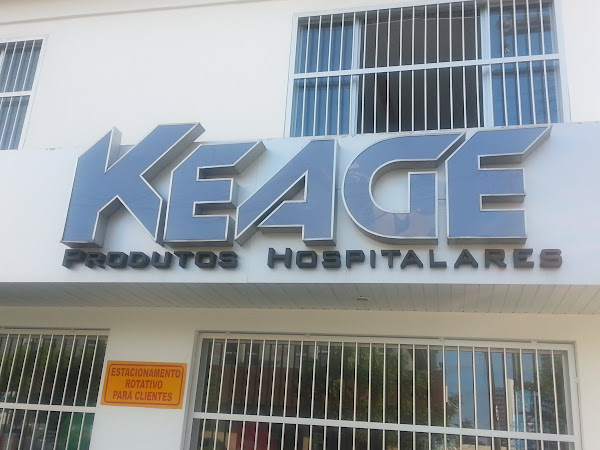 KEAGE
PRODUTOS HOSPITALARES
ESTACIONAMENTO
ROTATIVO
PARA CLIENTES